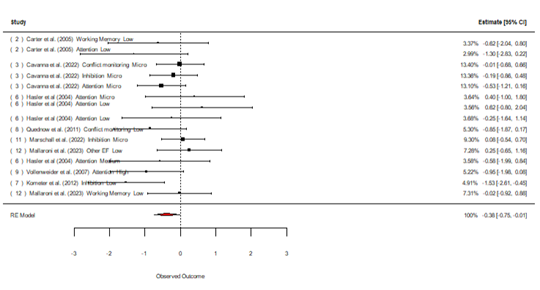 Study Estimate [95% CI]
( 2 ) Carter et al. (2005) Working Memory Low 3.37% -0.62 [-2.04, 0.80]
( 2 ) Carter et al. (2005) Attention Low 2.99% -1.30 [-2.83, 0.22]
( 3 ) Cavanna et al. (2022) Conflict monitoring Micro 13.40% -0.01 [-0.68, 0.66]
( 3 ) Cavanna et al. (2022) Inhibition Micro 13.36% -0.19 [-0.86, 0.48]
( 3 ) Cavanna et al. (2022) Attention Micro 13.10% -0.53 [-1.21, 0.16]
( 6 ) Hasler et al. (2004) Attention Micro 3.64% 0.40 [-1.00, 1.80]
( 6 ) Hasler et al. (2004) Attention Low 3.56% 0.62 [-0.80, 2.04]
( 6 ) Hasler et al. (2004) Attention Low 3.68% -0.25 [-1.64, 1.14]
( 8 ) Quednow et al. (2011) Conflict monitoring Low 5.30% -0.85 [-1.87, 0.17]
( 11 ) Marschall et al. (2022) Inhibition Micro 9.30% 0.08 [-0.54, 0.70]
( 12 ) Mallaroni et al. (2023) Other EF Low 7.28% 0.25 [-0.65, 1.16]
( 6 ) Hasler et al. (2004) Attention Medium 3.58% -0.58 [-1.99, 0.84]
( 9 ) Vollenweider et al. (2007) Attention High 5.22% -0.95 [-1.98, 0.08]
( 7 ) Kometer et al. (2012) Inhibition Low 4.91% -1.53 [-2.61, -0.45]
( 12 ) Mallaroni et al. (2023) Working Memory Low 7.31% -0.02 [-0.92, 0.88]
RE Model 100% -0.38 [-0.75, -0.01]
-3 -2 -1 0 1 2 3
Observed Outcome